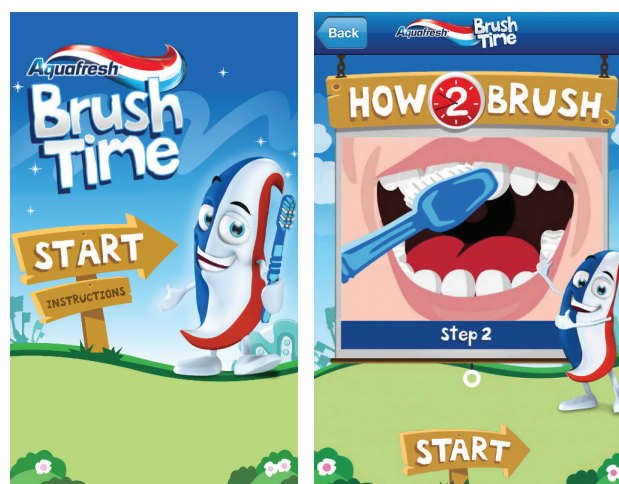 Aquafresh
Brush
Time
START
INSTRUCTIONS
Back
Aquafresh Brush Time
HOW 2 BRUSH
Step 2
START